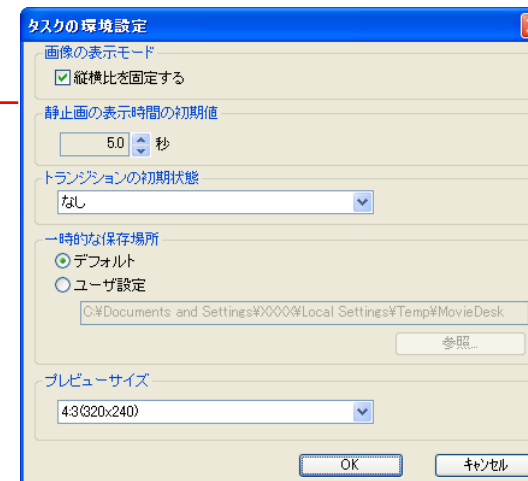 タスクの環境設定
画像の表示モード
縦横比を固定する
静止画の表示時間の初期値
5.0 秒
トランジションの初期状態
なし
一時的な保存場所
デフォルト
ユーザ設定
C:¥Documents and Settings¥XXXX¥Local Settings¥Temp¥MovieDesk
参照...
プレビューサイズ
4:3(320x240)
OK キャンセル